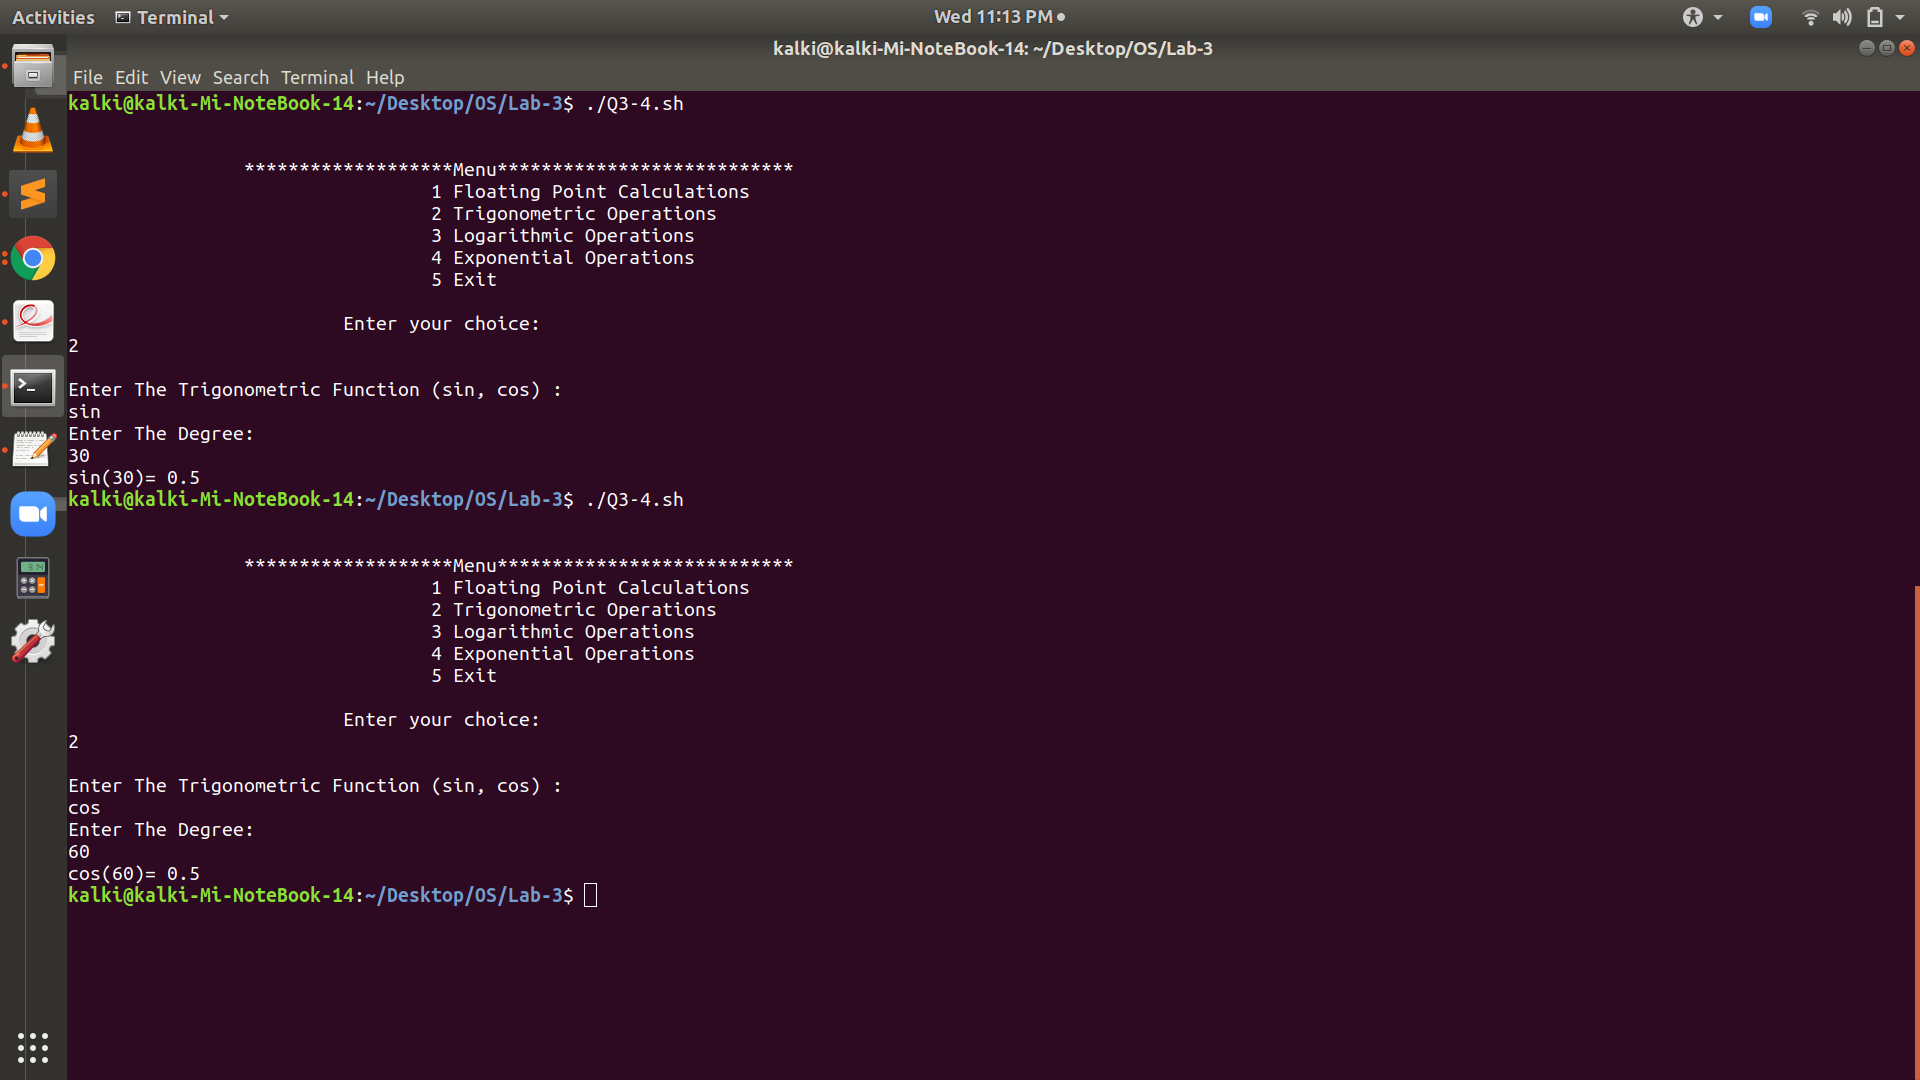 Activities Terminal Wed 11:13 PM
kalki@kalki-Mi-NoteBook-14: ~/Desktop/OS/Lab-3
File Edit View Search Terminal Help
kalki@kalki-Mi-NoteBook-14:~/Desktop/OS/Lab-3$ ./Q3-4.sh
*******************Menu***************************
1 Floating Point Calculations
2 Trigonometric Operations
3 Logarithmic Operations
4 Exponential Operations
5 Exit
Enter your choice:
2
Enter The Trigonometric Function (sin, cos) :
sin
Enter The Degree:
30
sin(30)= 0.5
kalki@kalki-Mi-NoteBook-14:~/Desktop/OS/Lab-3$ ./Q3-4.sh
*******************Menu***************************
1 Floating Point Calculations
2 Trigonometric Operations
3 Logarithmic Operations
4 Exponential Operations
5 Exit
Enter your choice:
2
Enter The Trigonometric Function (sin, cos) :
cos
Enter The Degree:
60
cos(60)= 0.5
kalki@kalki-Mi-NoteBook-14:~/Desktop/OS/Lab-3$